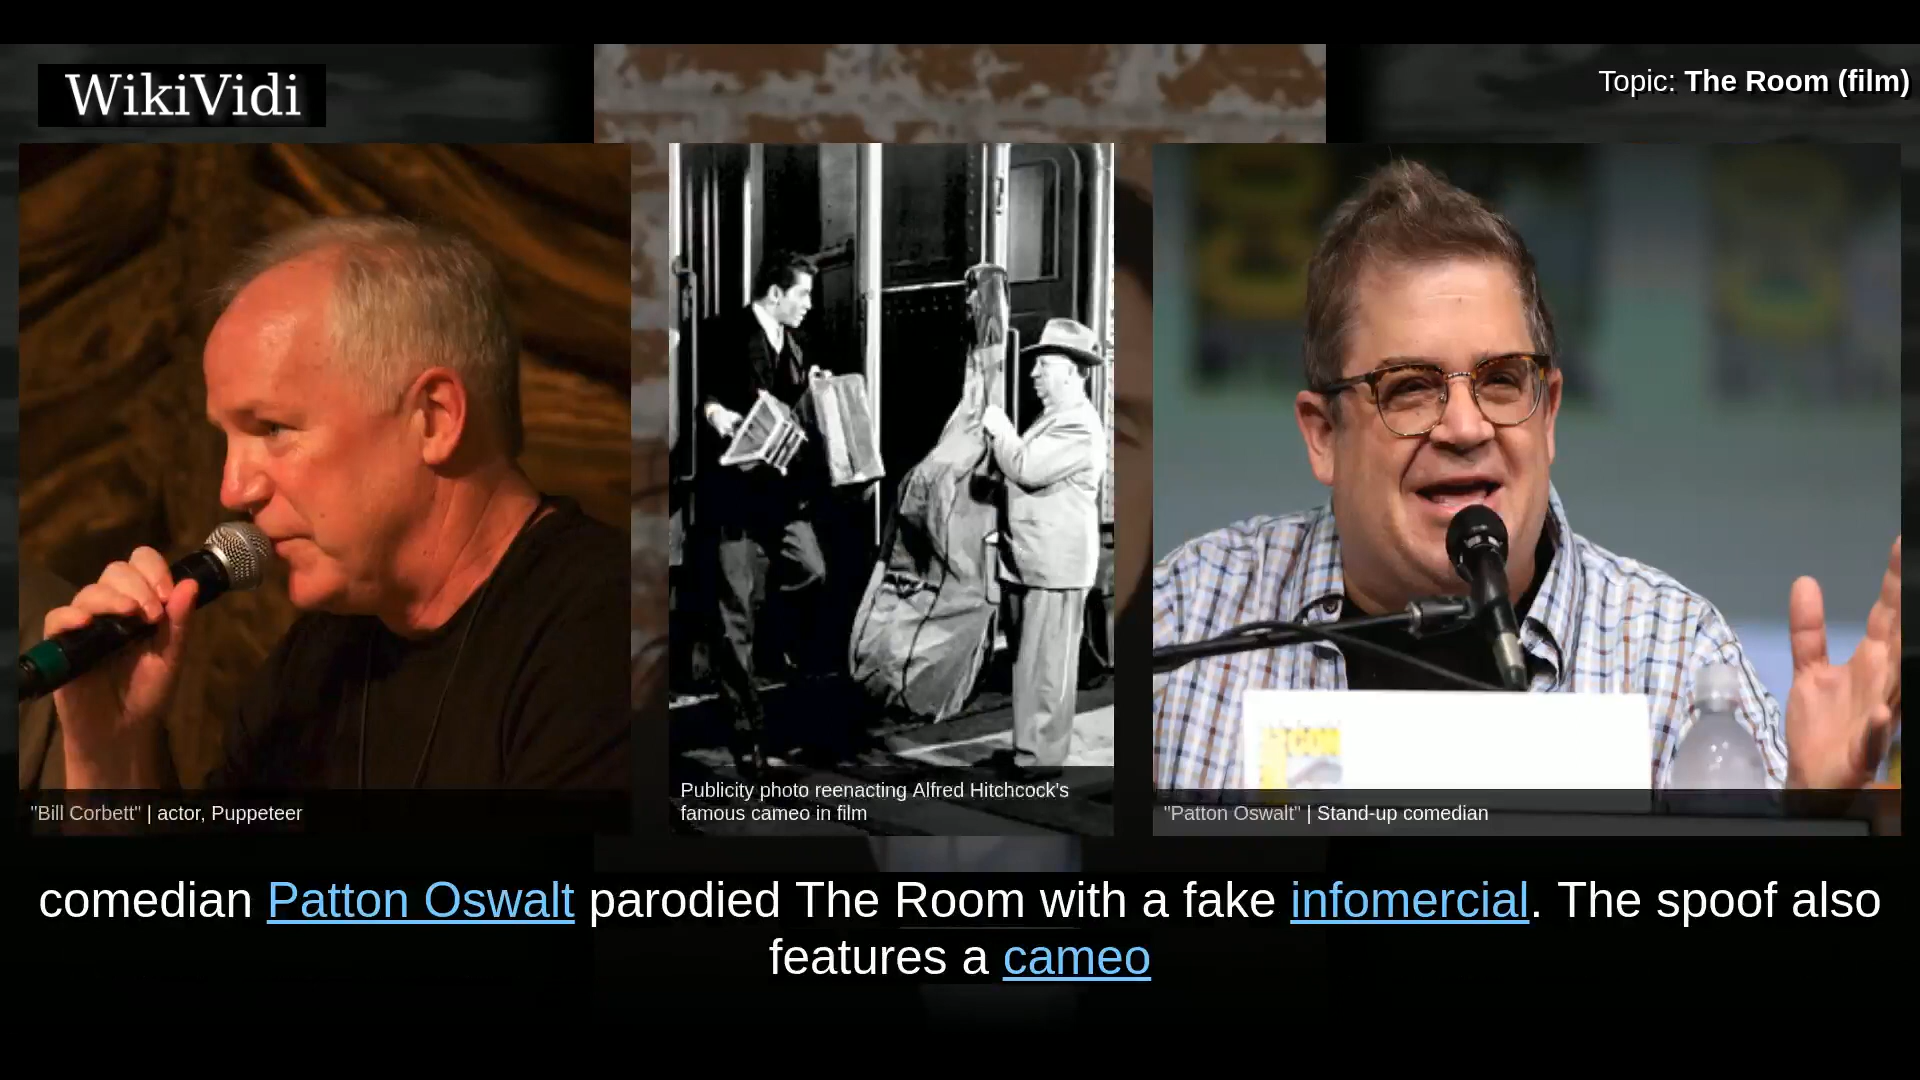 WikiVidi
Topic: The Room (film)
"Bill Corbett" | actor, Puppeteer
Publicity photo reenacting Alfred Hitchcock's
famous cameo in film
"Patton Oswalt" | Stand-up comedian
comedian Patton Oswalt parodied The Room with a fake infomercial. The spoof also
features a cameo